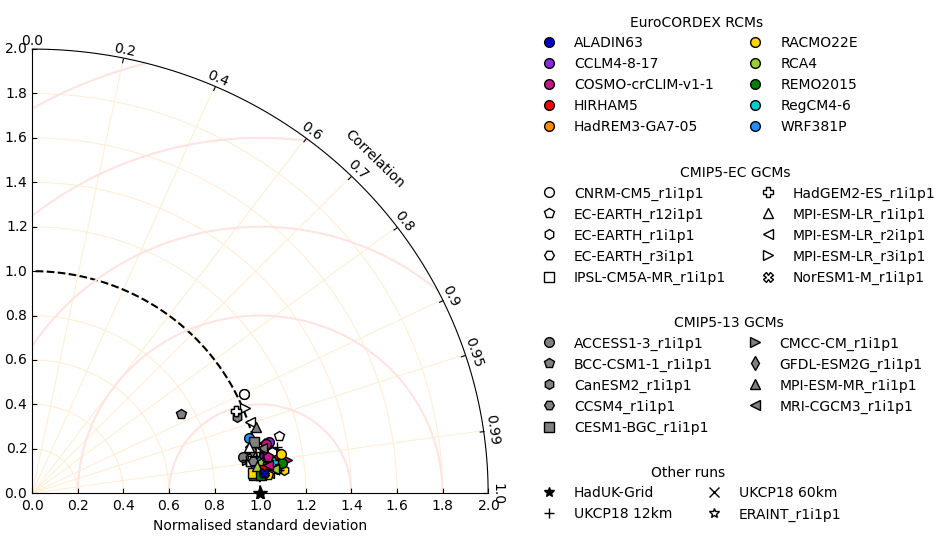 EuroCORDEX RCMs
ALADIN63
CCLM4-8-17
COSMO-crCLIM-v1-1
HIRHAM5
HadREM3-GA7-05
RACMO22E
RCA4
REMO2015
RegCM4-6
WRF381P
CMIP5-EC GCMs
CNRM-CM5_r1i1p1
EC-EARTH_r12i1p1
EC-EARTH_r1i1p1
EC-EARTH_r3i1p1
IPSL-CM5A-MR_r1i1p1
HadGEM2-ES_r1i1p1
MPI-ESM-LR_r1i1p1
MPI-ESM-LR_r2i1p1
MPI-ESM-LR_r3i1p1
NorESM1-M_r1i1p1
CMIP5-13 GCMs
ACCESS1-3_r1i1p1
BCC-CSM1-1_r1i1p1
CanESM2_r1i1p1
CCSM4_r1i1p1
CESM1-BGC_r1i1p1
CMCC-CM_r1i1p1
GFDL-ESM2G_r1i1p1
MPI-ESM-MR_r1i1p1
MRI-CGCM3_r1i1p1
Other runs
HadUK-Grid
UKCP18 12km
UKCP18 60km
ERAINT_r1i1p1
0.0
0.2
0.4
0.6
Correlation
0.7
0.8
0.9
0.95
0.99
1.0
2.0
1.8
1.6
1.4
1.2
1.0
0.8
0.6
0.4
0.2
0.0
0.0 0.2 0.4 0.6 0.8 1.0 1.2 1.4 1.6 1.8 2.0
Normalised standard deviation